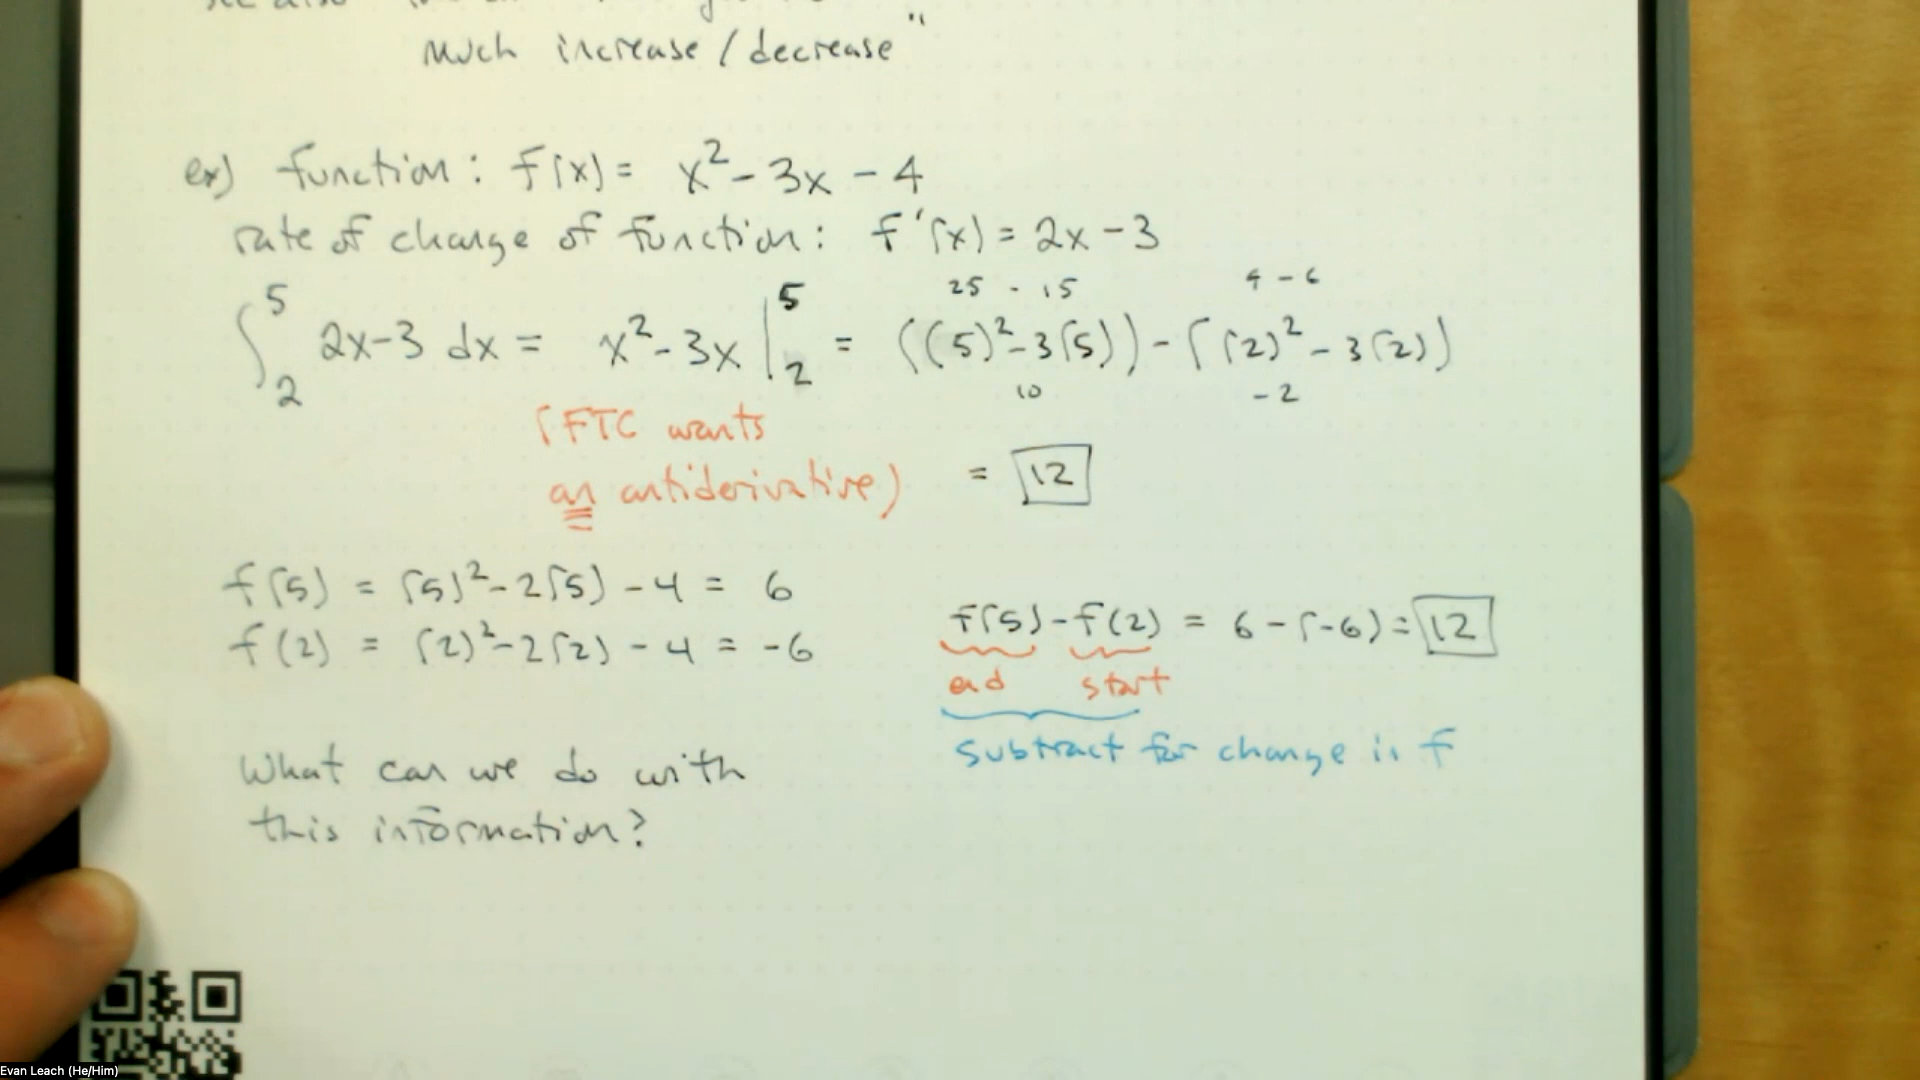 much increase / decrease"
ex) function: f(x) = x² - 3x - 4
rate of change of function: f'(x) = 2x - 3
25 - 15 4 - 6
∫₂⁵ 2x-3 dx = x² - 3x |₂⁵ = ((5)² - 3(5)) - ((2)² - 3(2))
10 -2
(FTC wants
an antiderivative) = 12
f(5) = (5)² - 2(5) - 4 = 6
f(2) = (2)² - 2(2) - 4 = -6
f(5) - f(2) = 6 - (-6) = 12
end start
subtract for change in f
What can we do with
this information?
Evan Leach (He/Him)